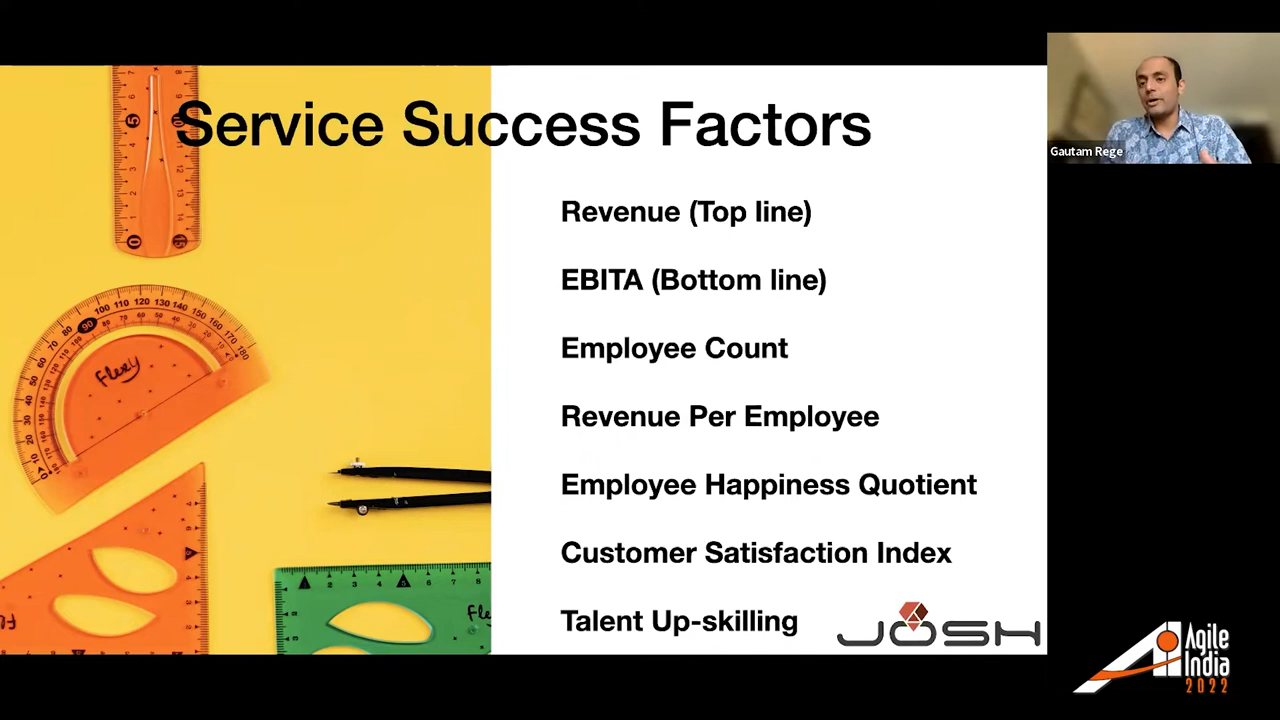 Service Success Factors
Revenue (Top line)
EBITA (Bottom line)
Employee Count
Revenue Per Employee
Employee Happiness Quotient
Customer Satisfaction Index
Talent Up-skilling
JOSH
Gautam Rege
Agile
India
2022
Flexy